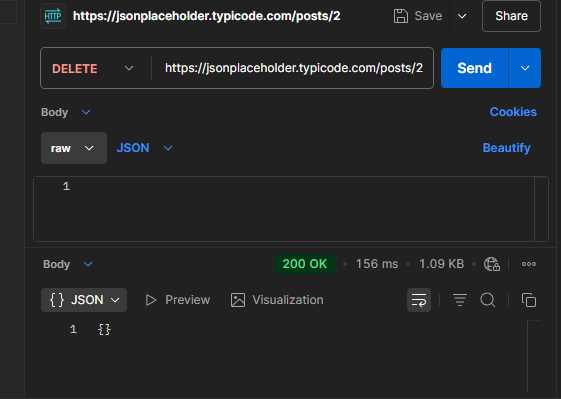 HTTP https://jsonplaceholder.typicode.com/posts/2 Save Share
DELETE https://jsonplaceholder.typicode.com/posts/2 Send
Body Cookies
raw JSON Beautify
1
Body 200 OK • 156 ms • 1.09 KB •
{} JSON Preview Visualization
1 {}